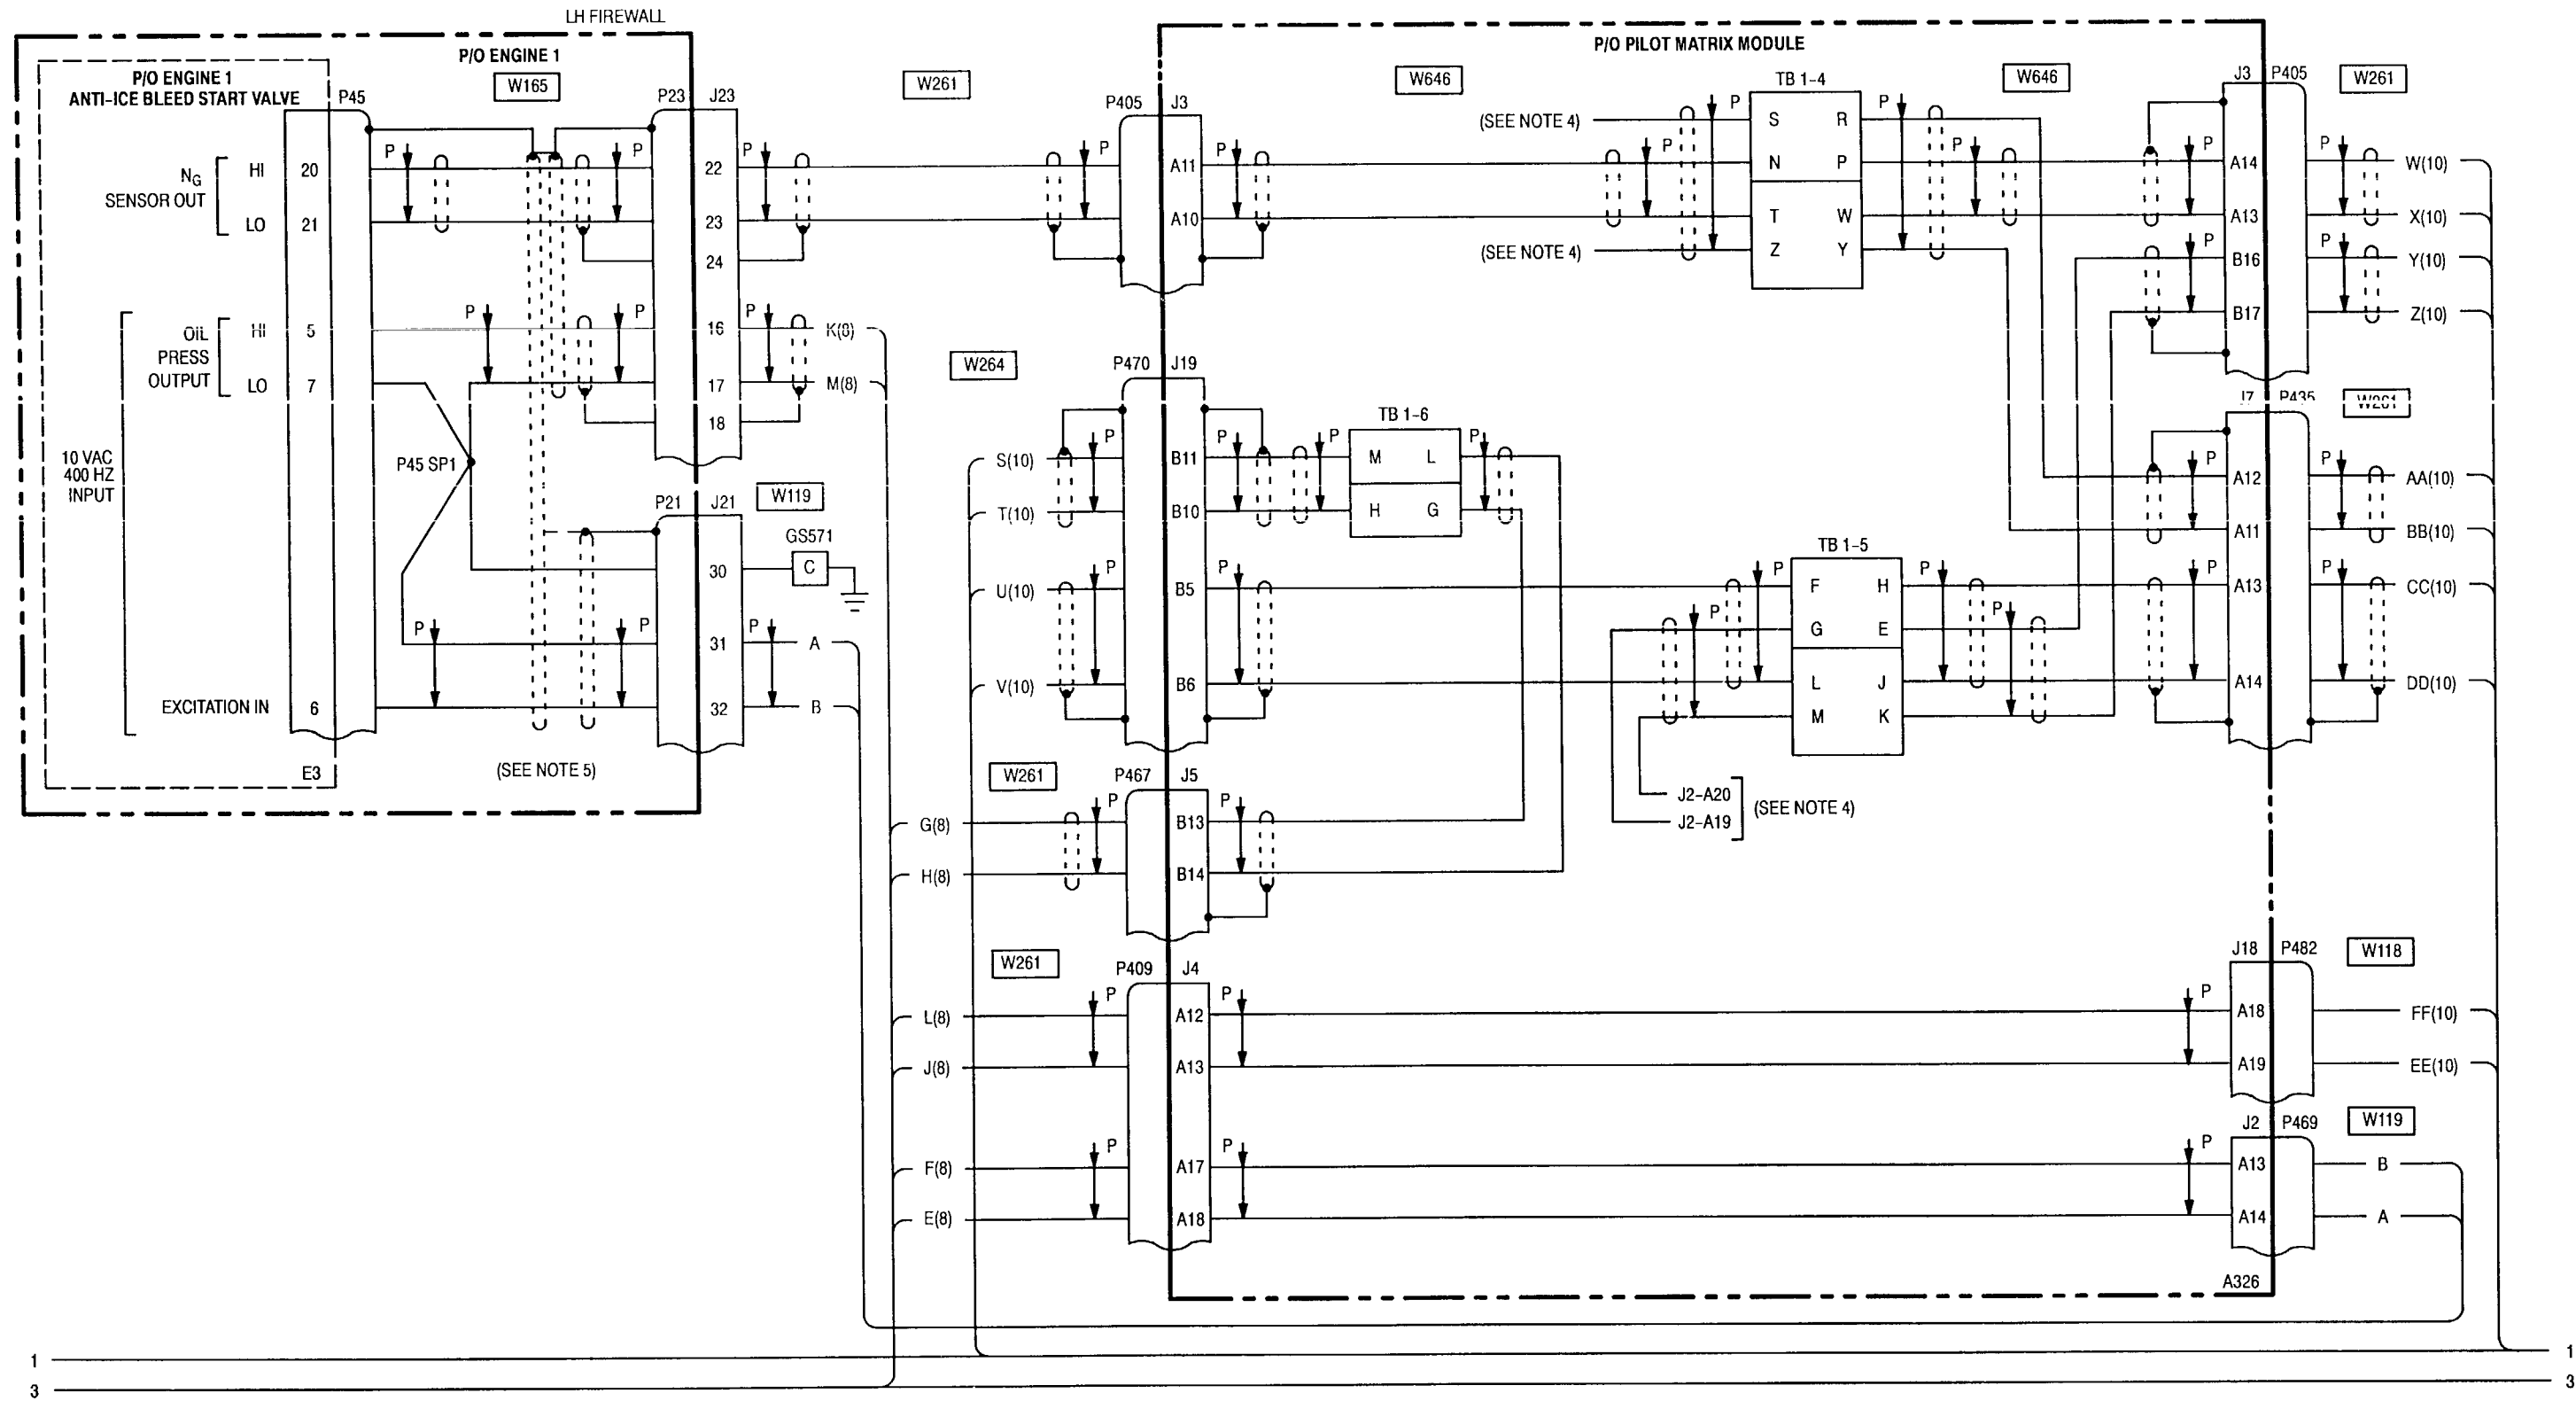 LH FIREWALL
P/O ENGINE 1
P/O ENGINE 1
ANTI-ICE BLEED START VALVE
W165
P45
P23
J23
W261
NG
SENSOR OUT
HI
20
LO
21
P
P
P
22
23
24
OIL
PRESS
OUTPUT
HI
5
LO
7
P
P
P
16
17
18
K(8)
M(8)
10 VAC
400 HZ
INPUT
P45 SP1
P21
J21
W119
GS571
C
30
31
32
P
P
P
A
B
EXCITATION IN
6
E3
(SEE NOTE 5)
P/O PILOT MATRIX MODULE
P405
J3
W646
TB 1-4
W646
J3
P405
W261
P
P
A11
A10
(SEE NOTE 4)
(SEE NOTE 4)
P
P
S
R
N
P
T
W
Z
Y
P
P
P
P
A14
A13
B16
B17
P
P
P
W(10)
X(10)
Y(10)
Z(10)
W264
P470
J19
TB 1-6
J7
P435
W261
S(10)
T(10)
U(10)
V(10)
P
P
P
P
B11
B10
B5
B6
P
M
L
H
G
P
TB 1-5
P
P
F
H
G
E
L
J
M
K
P
P
P
P
A12
A11
A13
A14
P
P
AA(10)
BB(10)
CC(10)
DD(10)
J2-A20
J2-A19
(SEE NOTE 4)
W261
P467
J5
G(8)
H(8)
P
P
B13
B14
W261
P409
J4
L(8)
J(8)
F(8)
E(8)
P
P
P
P
A12
A13
A17
A18
J18
P482
W118
P
A18
A19
FF(10)
EE(10)
J2
P469
W119
P
A13
A14
B
A
A326
1
1
3
3